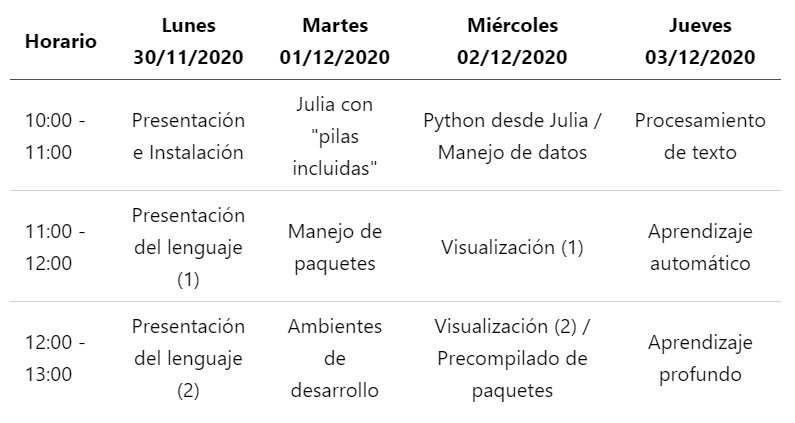 Horario
Lunes
30/11/2020
Martes
01/12/2020
Miércoles
02/12/2020
Jueves
03/12/2020
10:00 -
11:00
Presentación
e Instalación
Julia con
"pilas
incluidas"
Python desde Julia /
Manejo de datos
Procesamiento
de texto
11:00 -
12:00
Presentación
del lenguaje
(1)
Manejo de
paquetes
Visualización (1)
Aprendizaje
automático
12:00 -
13:00
Presentación
del lenguaje
(2)
Ambientes
de
desarrollo
Visualización (2) /
Precompilado de
paquetes
Aprendizaje
profundo